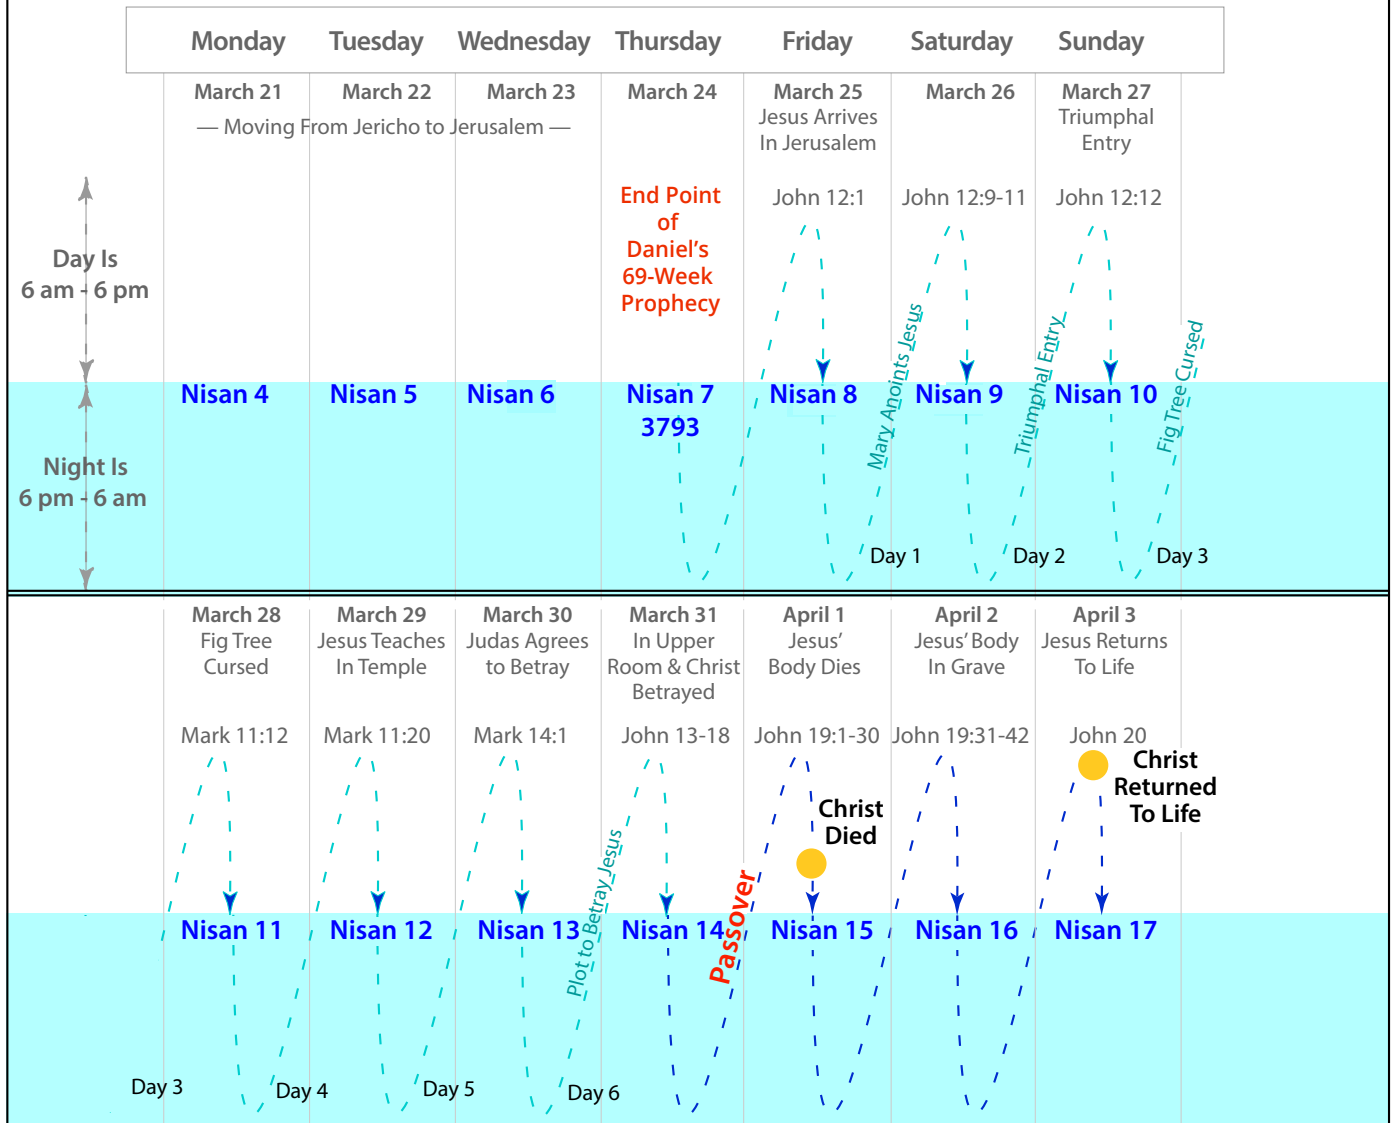 Monday Tuesday Wednesday Thursday Friday Saturday Sunday
March 21 March 22 March 23 March 24 March 25 March 26 March 27
— Moving From Jericho to Jerusalem —
Jesus Arrives
In Jerusalem
Triumphal
Entry
End Point
of
Daniel's
69-Week
Prophecy
John 12:1 John 12:9-11 John 12:12
Day Is
6 am - 6 pm
Mary Anoints Jesus
Triumphal Entry
Fig Tree Cursed
Nisan 4 Nisan 5 Nisan 6 Nisan 7 Nisan 8 Nisan 9 Nisan 10
3793
Night Is
6 pm - 6 am
Day 1 Day 2 Day 3
March 28 March 29 March 30 March 31 April 1 April 2 April 3
Fig Tree Jesus Teaches Judas Agrees In Upper Jesus' Jesus' Body Jesus Returns
Cursed In Temple to Betray Room & Christ Body Dies In Grave To Life
Betrayed
Mark 11:12 Mark 11:20 Mark 14:1 John 13-18 John 19:1-30 John 19:31-42 John 20
Christ
Returned
To Life
Christ
Died
Plot to Betray Jesus
Passover
Nisan 11 Nisan 12 Nisan 13 Nisan 14 Nisan 15 Nisan 16 Nisan 17
Day 3 Day 4 Day 5 Day 6